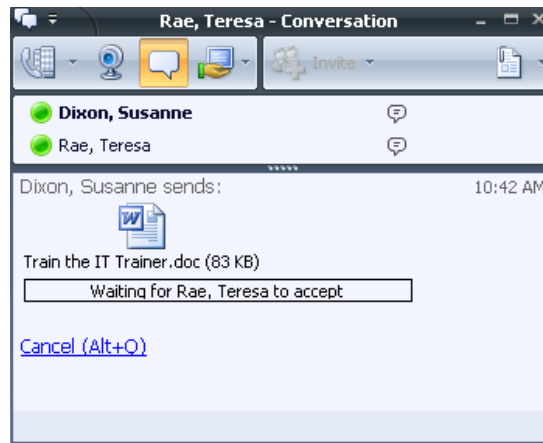 Rae, Teresa - Conversation
Invite
Dixon, Susanne
Rae, Teresa
Dixon, Susanne sends: 10:42 AM
Train the IT Trainer.doc (83 KB)
Waiting for Rae, Teresa to accept
Cancel (Alt+Q)